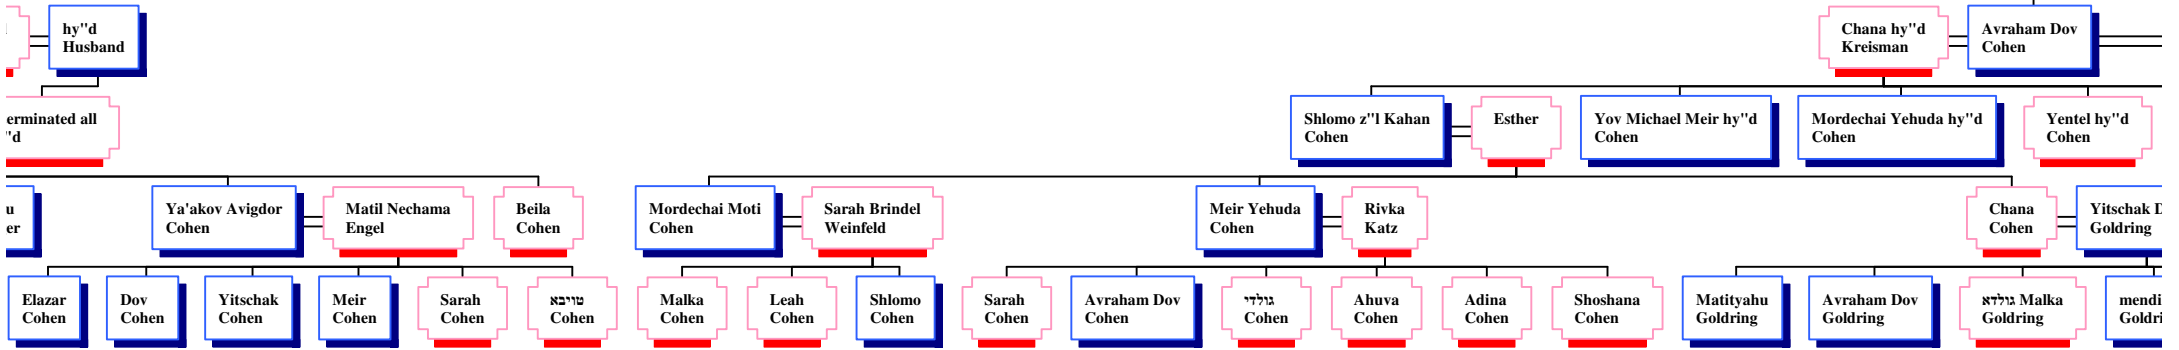 hy"d
Husband
Chana hy"d
Kreisman
Avraham Dov
Cohen
erminated all
"d
Shlomo z"l Kahan
Cohen
Esther
Yov Michael Meir hy"d
Cohen
Mordechai Yehuda hy"d
Cohen
Yentel hy"d
Cohen
u
er
Ya'akov Avigdor
Cohen
Matil Nechama
Engel
Beila
Cohen
Mordechai Moti
Cohen
Sarah Brindel
Weinfeld
Meir Yehuda
Cohen
Rivka
Katz
Chana
Cohen
Yitschak D
Goldring
Elazar
Cohen
Dov
Cohen
Yitschak
Cohen
Meir
Cohen
Sarah
Cohen
טויבא
Cohen
Malka
Cohen
Leah
Cohen
Shlomo
Cohen
Sarah
Cohen
Avraham Dov
Cohen
גולדי
Cohen
Ahuva
Cohen
Adina
Cohen
Shoshana
Cohen
Matityahu
Goldring
Avraham Dov
Goldring
גולדא Malka
Goldring
mendi
Goldri